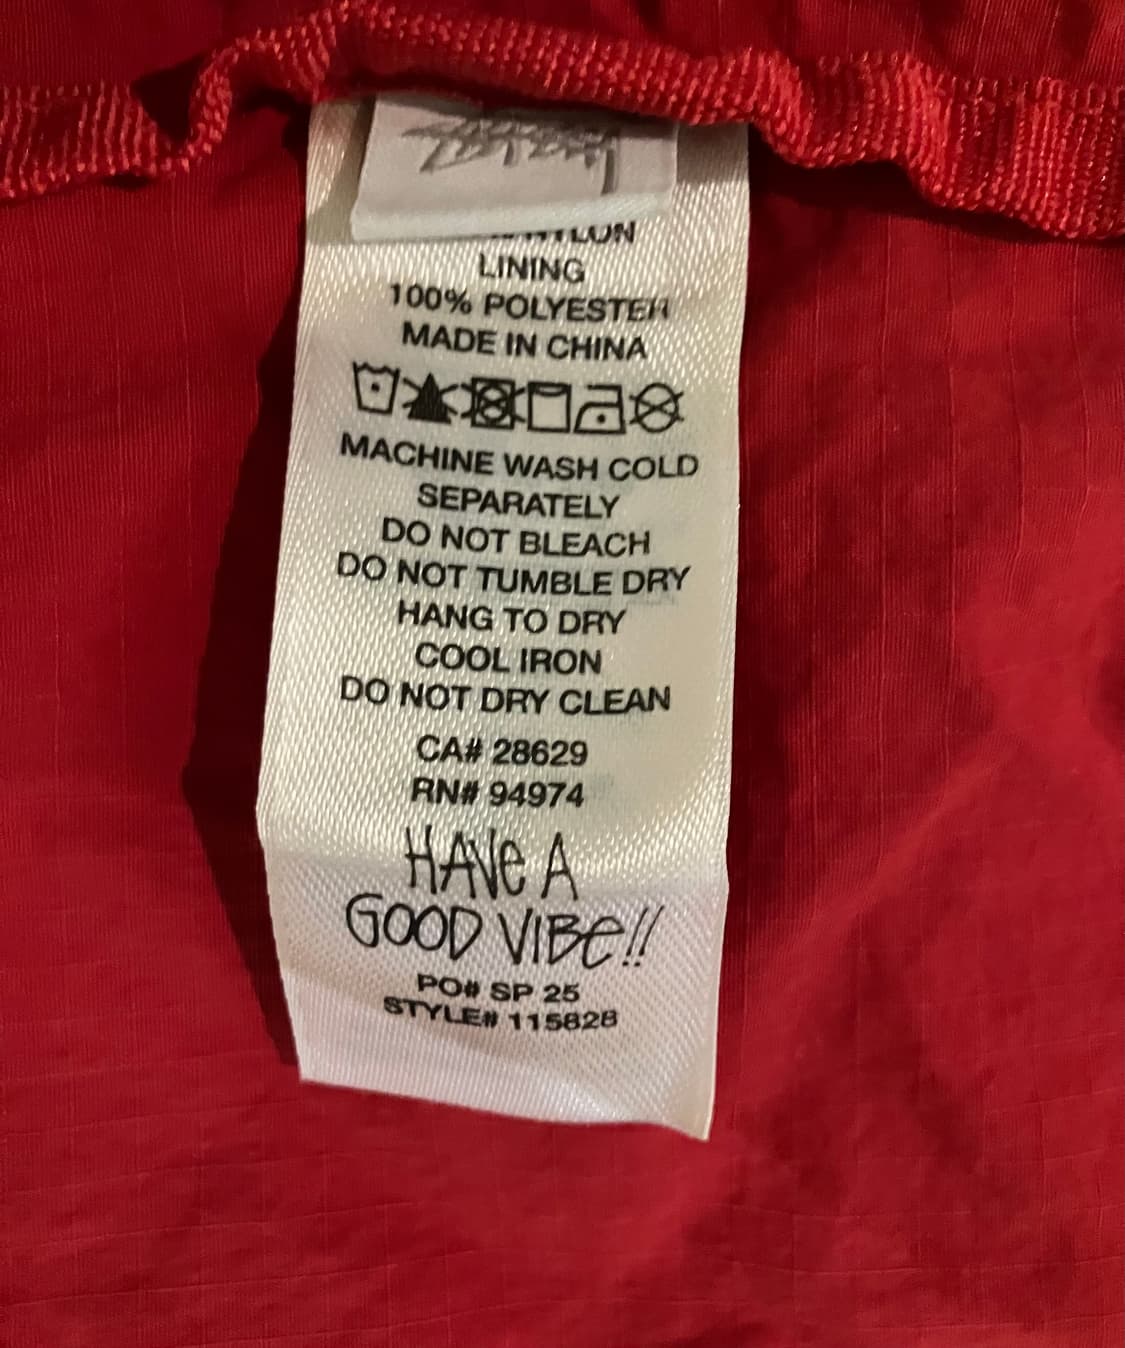 LINING
100% POLYESTER
MADE IN CHINA
MACHINE WASH COLD
SEPARATELY
DO NOT BLEACH
DO NOT TUMBLE DRY
HANG TO DRY
COOL IRON
DO NOT DRY CLEAN
CA# 28629
RN# 94974
HAVE A
GOOD VIBE!!
PO# SP 25
STYLE# 115828